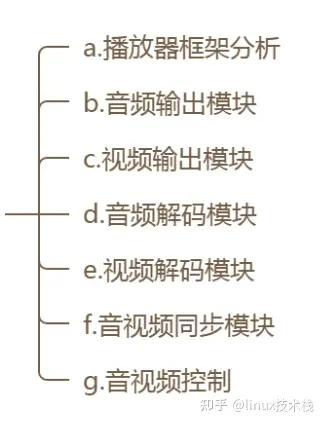 a.播放器框架分析
b.音频输出模块
c.视频输出模块
d.音频解码模块
e.视频解码模块
f.音视频同步模块
g.音视频控制
知乎 @linux技术栈